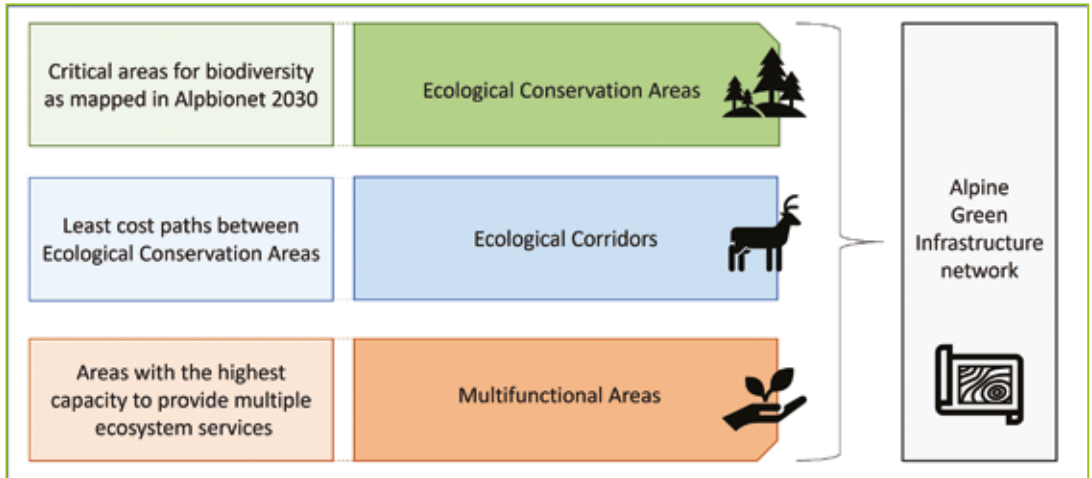 Critical areas for biodiversity
as mapped in Alpbionet 2030
Ecological Conservation Areas
Least cost paths between
Ecological Conservation Areas
Ecological Corridors
Areas with the highest
capacity to provide multiple
ecosystem services
Multifunctional Areas
Alpine
Green
Infrastructure
network